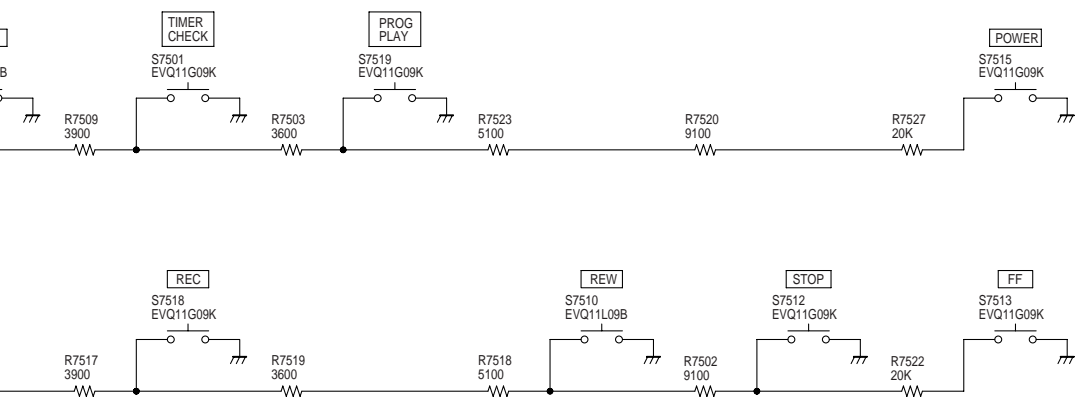 TIMER
CHECK
PROG
PLAY
POWER
B
S7501
EVQ11G09K
S7519
EVQ11G09K
S7515
EVQ11G09K
R7509
3900
R7503
3600
R7523
5100
R7520
9100
R7527
20K
REC
REW
STOP
FF
S7518
EVQ11G09K
S7510
EVQ11L09B
S7512
EVQ11G09K
S7513
EVQ11G09K
R7517
3900
R7519
3600
R7518
5100
R7502
9100
R7522
20K